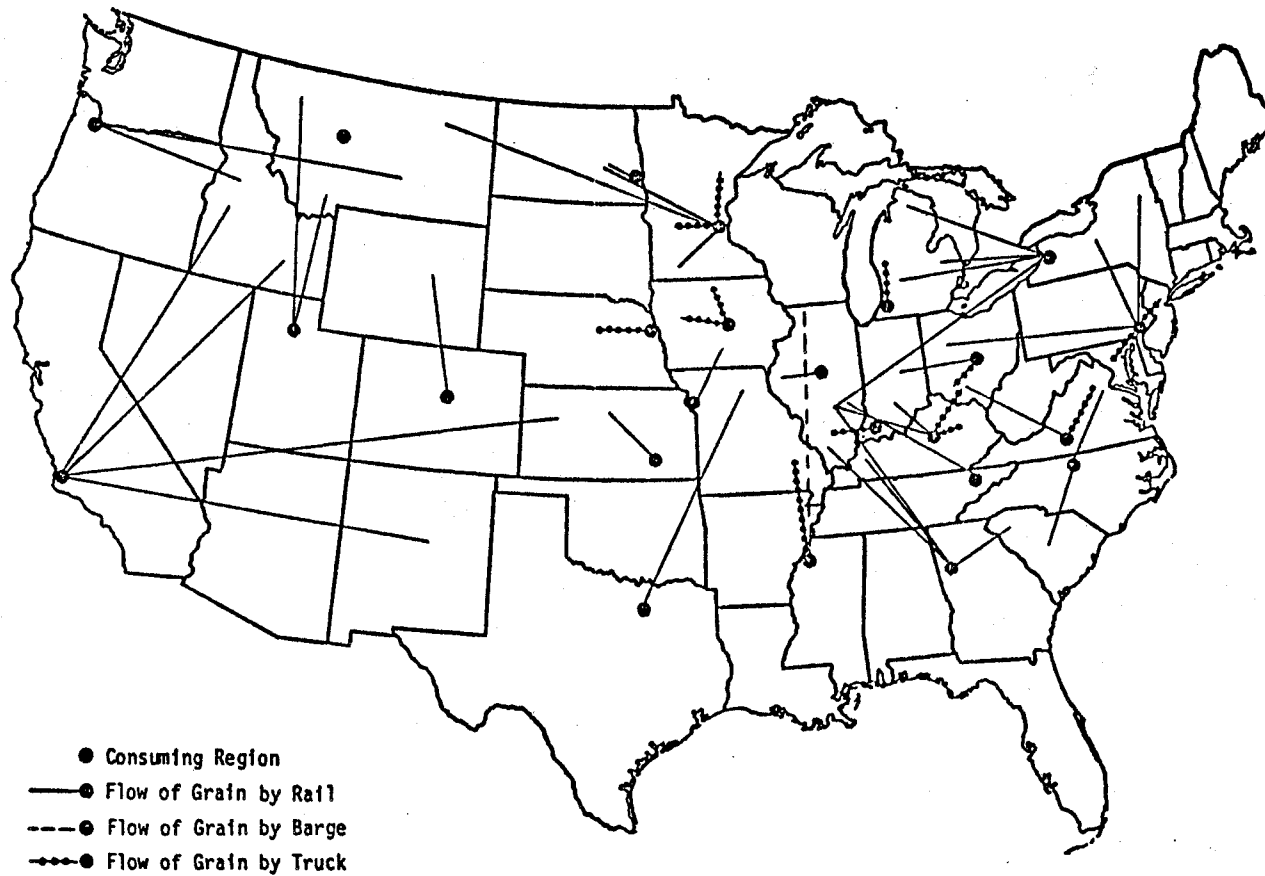 Consuming Region
Flow of Grain by Rail
Flow of Grain by Barge
Flow of Grain by Truck